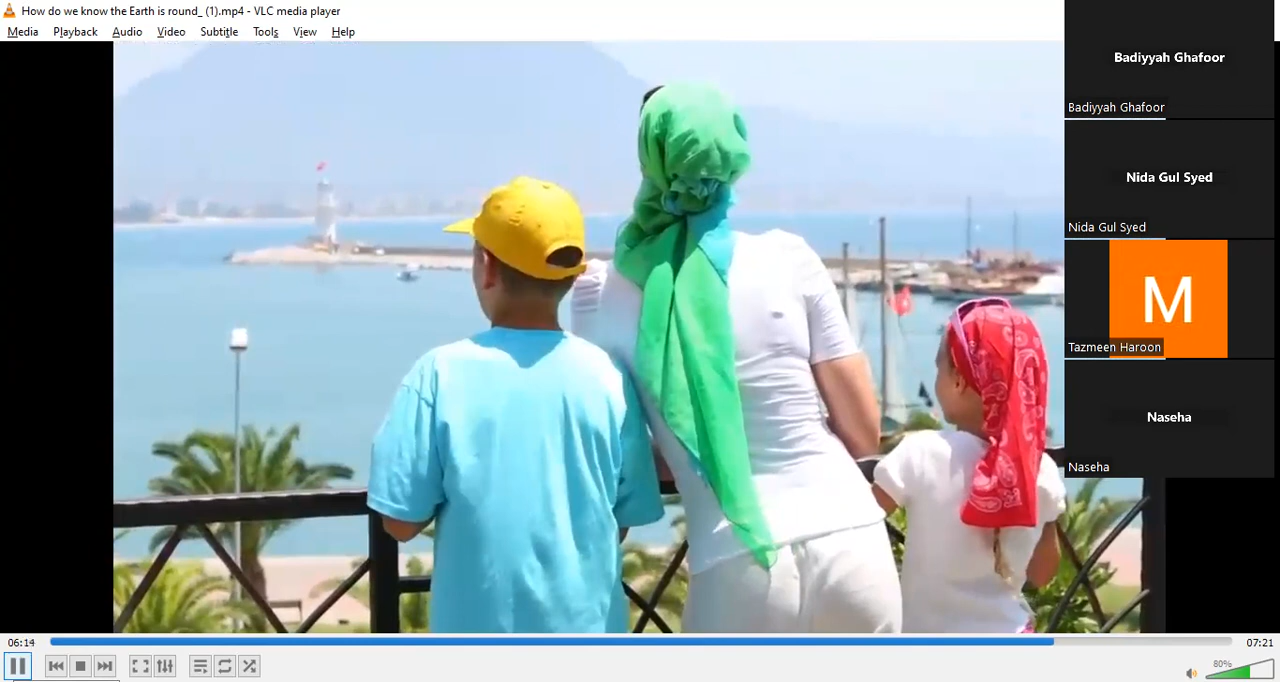 How do we know the Earth is round_ (1).mp4 - VLC media player
Media Playback Audio Video Subtitle Tools View Help
Badiyyah Ghafoor
Badiyyah Ghafoor
Nida Gul Syed
Nida Gul Syed
M
Tazmeen Haroon
Naseha
Naseha
06:14
07:21
80%